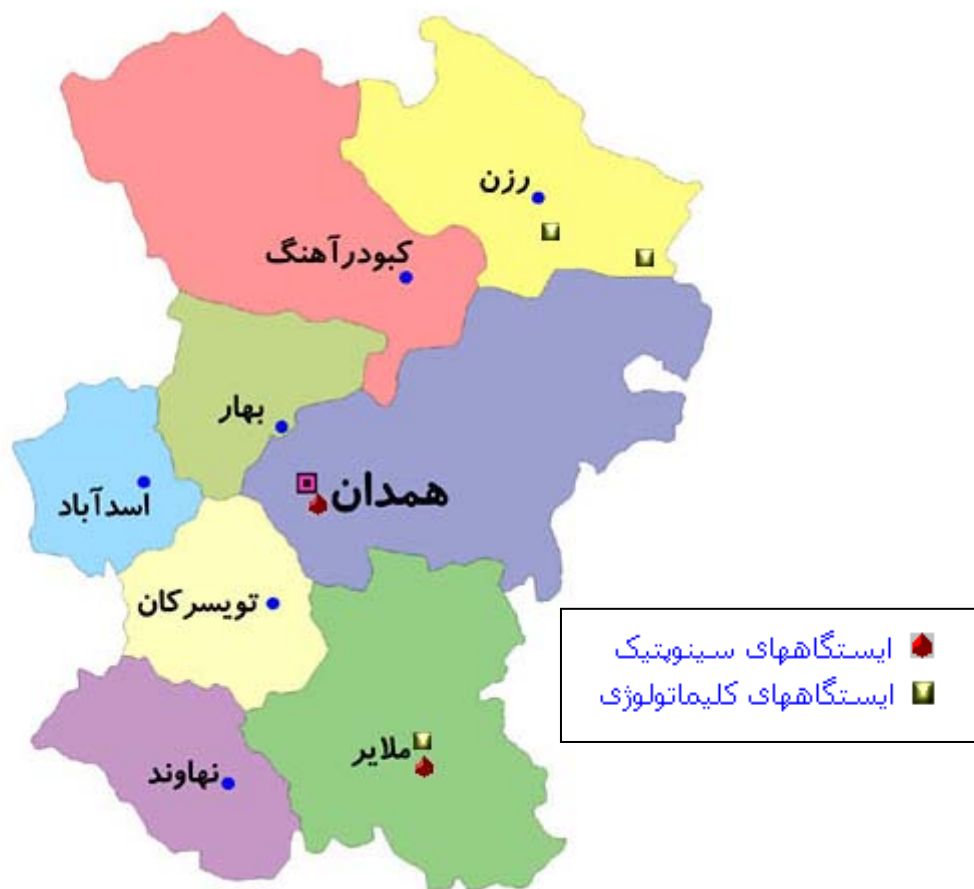 رزن
کبودرآهنگ
بهار
همدان
اسدآباد
تویسرکان
ایستگاههای سینوپتیک
ایستگاههای کلیماتولوژی
ملایر
نهاوند